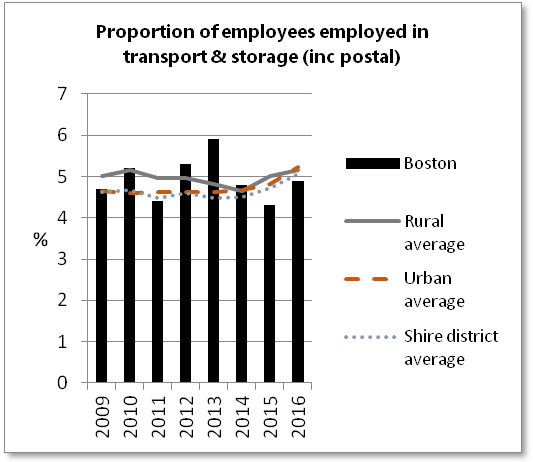 Proportion of employees employed in
transport & storage (inc postal)
7
6
5
4
3
2
1
0
%
2009
2010
2011
2012
2013
2014
2015
2016
Boston
Rural
average
Urban
average
Shire district
average